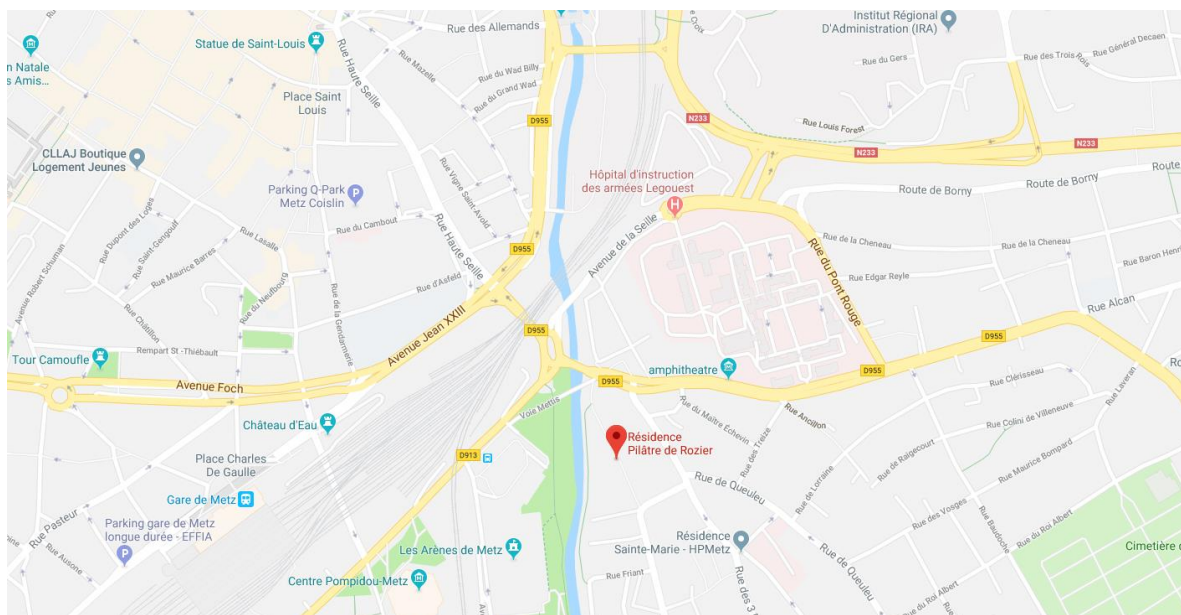 Rue des Allemands
Croix
Institut Régional
D'Administration (IRA)
Statue de Saint-Louis
n Natale
s Amis...
Rue Haute Seille
Rue Mazelle
Rue du Wad Billy
Rue du Grand Wad
Rue du Gers
Rue des Trois Rois
Rue Général Decaen
Place Saint
Louis
D955
N233
Rue Louis Forest
N233
N233
CLLAJ Boutique
Logement Jeunes
Parking Q-Park
Metz Coislin
P
Rue Vigne Saint-Avold
Hôpital d'instruction
des armées Legouest
H
Route de Borny
Route de Borny
Route
Rue Dupont des Loges
Rue Saint-Gengoulf
Rue Lasalle
Rue du Cambout
Rue Haute Seille
Avenue de la Seille
D955
Rue de la Cheneau
Rue de la Cheneau
Rue Baron Henri
Avenue Robert Schuman
Rue Maurice Barres
Rue du Neufbourg
Rue d'Asfeld
Rue de la Gendarmerie
D955
Rue du Pont Rouge
Rue Edgar Reyle
Rue Alcan
Rue Châtillon
Rempart St -Thiébault
Avenue Jean XXIII
D955
D955
Tour Camoufle
Avenue Foch
amphitheatre
D955
D955
Ro
Rue Clérisseau
Rue Laveran
Voie Mettis
Rue du Maître Échevin
Rue Ancillon
Rue Colini de Villeneuve
Château d'Eau
Résidence
Pilâtre de Rozier
Rue des Treize
Rue de Raigecourt
Rue Maurice Bompard
D913
Place Charles
De Gaulle
Rue de Queuleu
Rue de Lorraine
Gare de Metz
Rue Pasteur
Parking gare de Metz
longue durée - EFFIA
P
Rue Ausone
Rue des Vosges
Rue Baudoche
Rue du Roi Albert
Les Arènes de Metz
Résidence
Sainte-Marie - HPMetz
Cimetière d
Centre Pompidou-Metz
Rue Friant
Rue des 3
Rue de Queuleu
Rue du Roi Albert